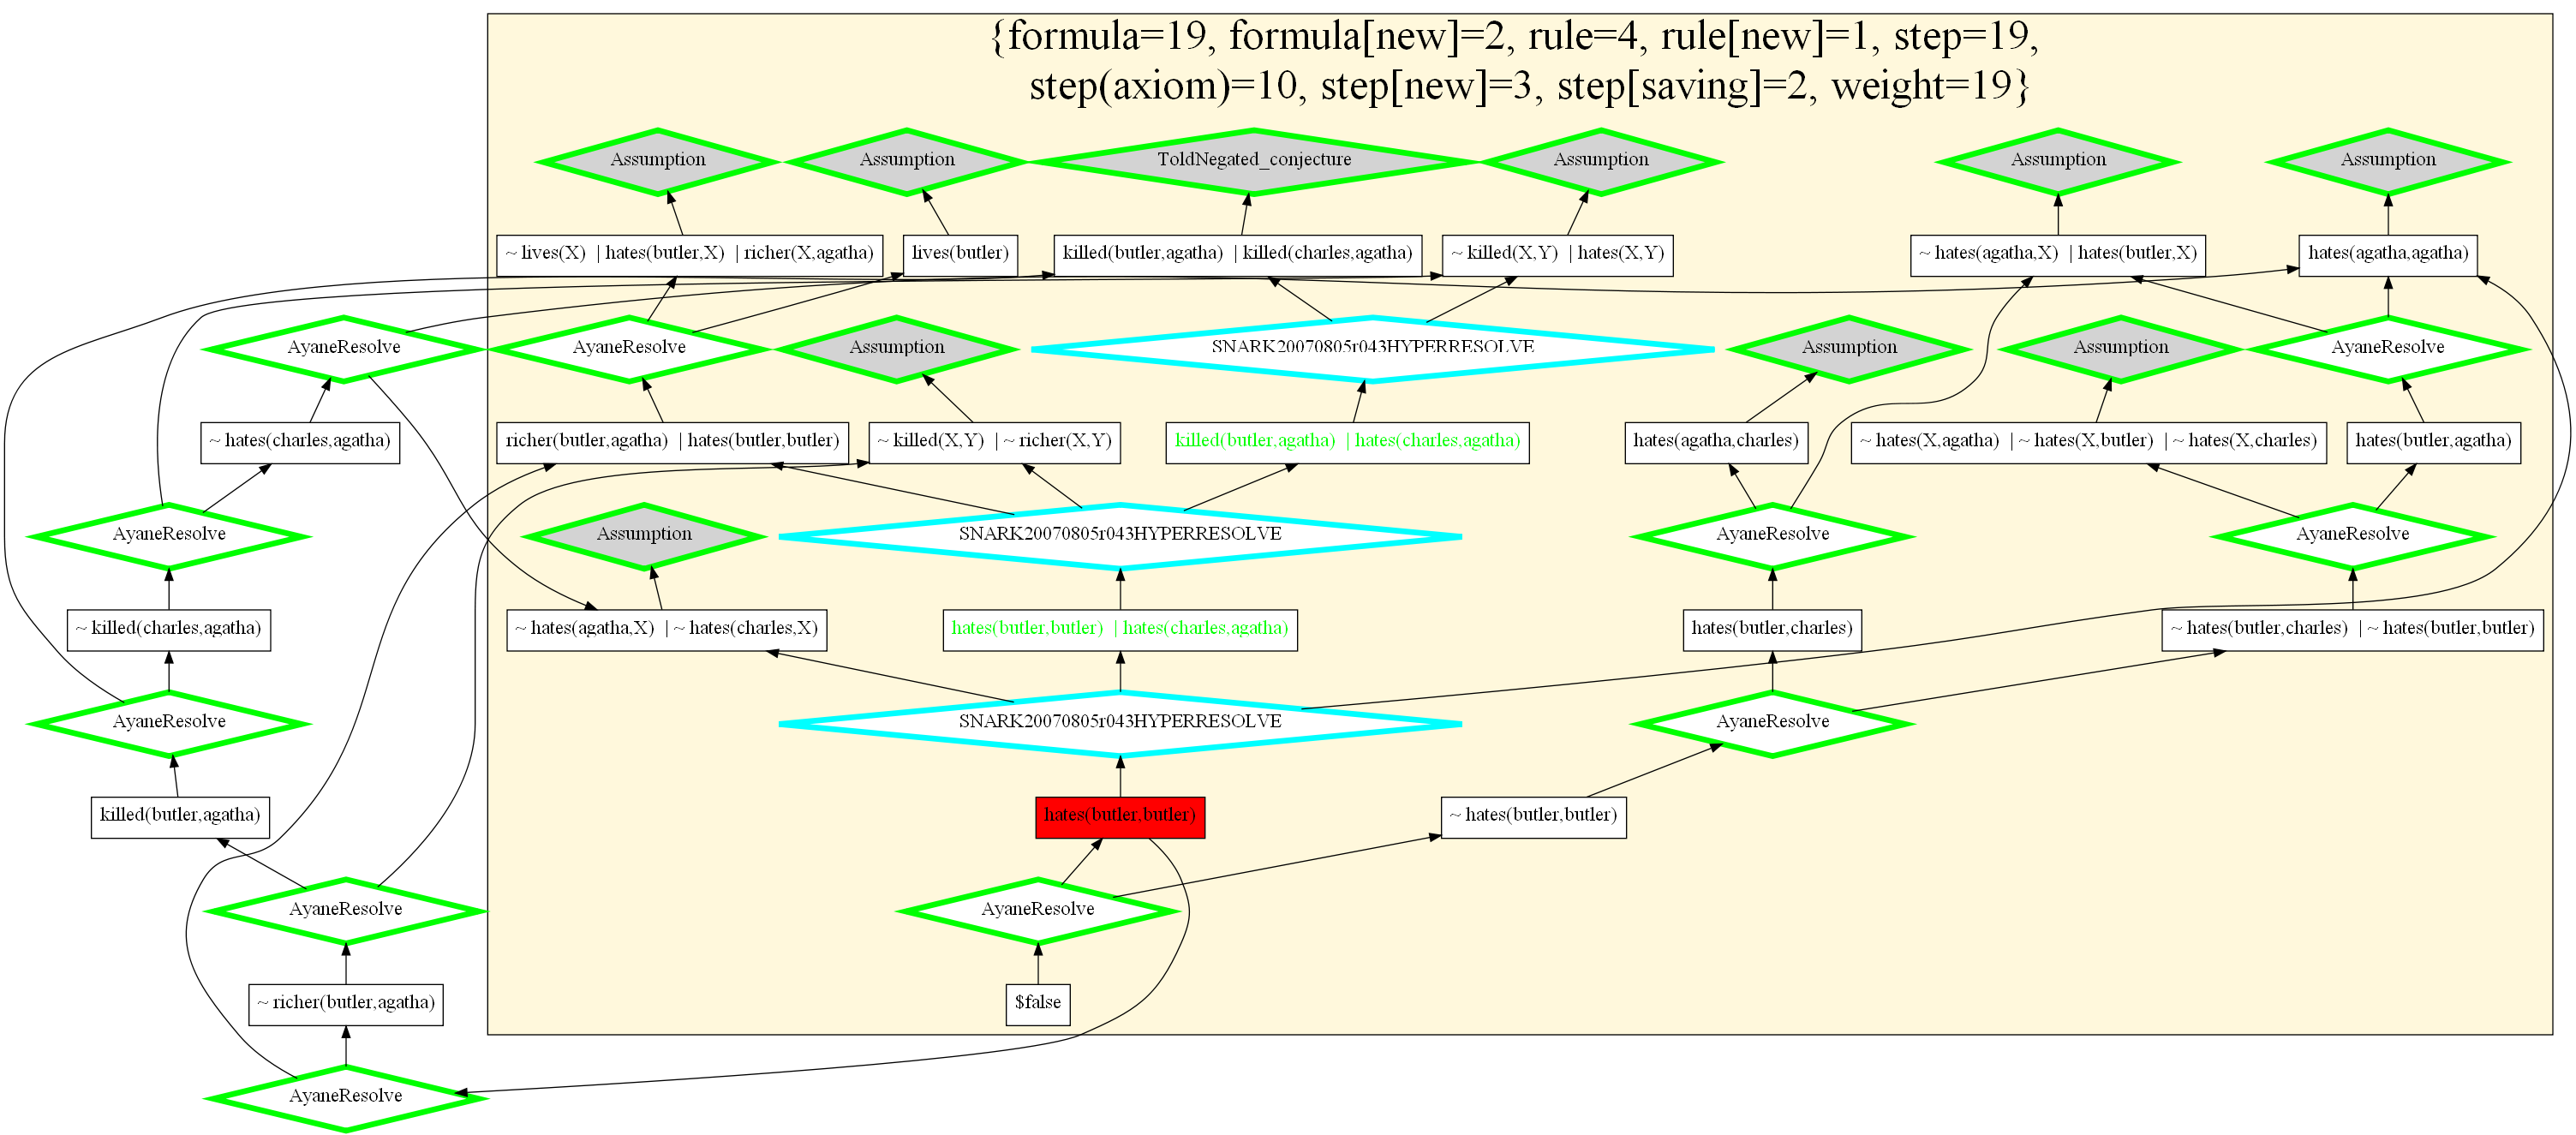 {formula=19, formula[new]=2, rule=4, rule[new]=1, step=19,
step(axiom)=10, step[new]=3, step[saving]=2, weight=19}
Assumption
Assumption
ToldNegated_conjecture
Assumption
Assumption
Assumption
~ lives(X) | hates(butler,X) | richer(X,agatha)
lives(butler)
killed(butler,agatha) | killed(charles,agatha)
~ killed(X,Y) | hates(X,Y)
~ hates(agatha,X) | hates(butler,X)
hates(agatha,agatha)
AyaneResolve
AyaneResolve
Assumption
SNARK20070805r043HYPERRESOLVE
Assumption
Assumption
AyaneResolve
~ hates(charles,agatha)
richer(butler,agatha) | hates(butler,butler)
~ killed(X,Y) | ~ richer(X,Y)
killed(butler,agatha) | hates(charles,agatha)
hates(agatha,charles)
~ hates(X,agatha) | ~ hates(X,butler) | ~ hates(X,charles)
hates(butler,agatha)
AyaneResolve
Assumption
SNARK20070805r043HYPERRESOLVE
AyaneResolve
AyaneResolve
~ killed(charles,agatha)
~ hates(agatha,X) | ~ hates(charles,X)
hates(butler,butler) | hates(charles,agatha)
hates(butler,charles)
~ hates(butler,charles) | ~ hates(butler,butler)
AyaneResolve
SNARK20070805r043HYPERRESOLVE
AyaneResolve
killed(butler,agatha)
hates(butler,butler)
~ hates(butler,butler)
AyaneResolve
AyaneResolve
~ richer(butler,agatha)
$false
AyaneResolve